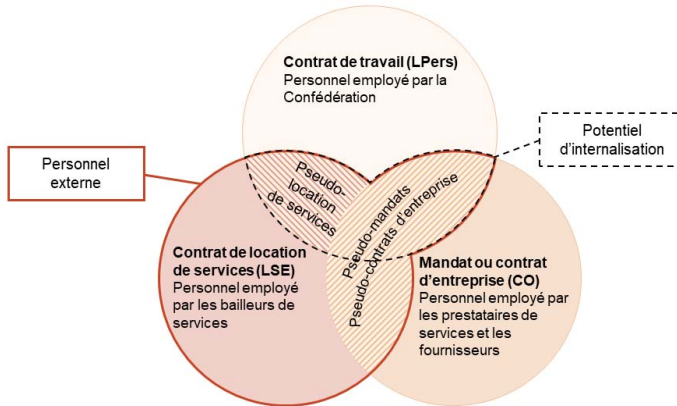 Contrat de travail (LPers)
Personnel employé par la
Confédération
Potentiel
d'internalisation
Personnel
externe
Pseudo-
location
de services
Pseudo-mandats
Pseudo-contrats d'entreprise
Contrat de location
de services (LSE)
Personnel employé
par les bailleurs de
services
Mandat ou contrat
d'entreprise (CO)
Personnel employé par
les prestataires de
services et les
fournisseurs